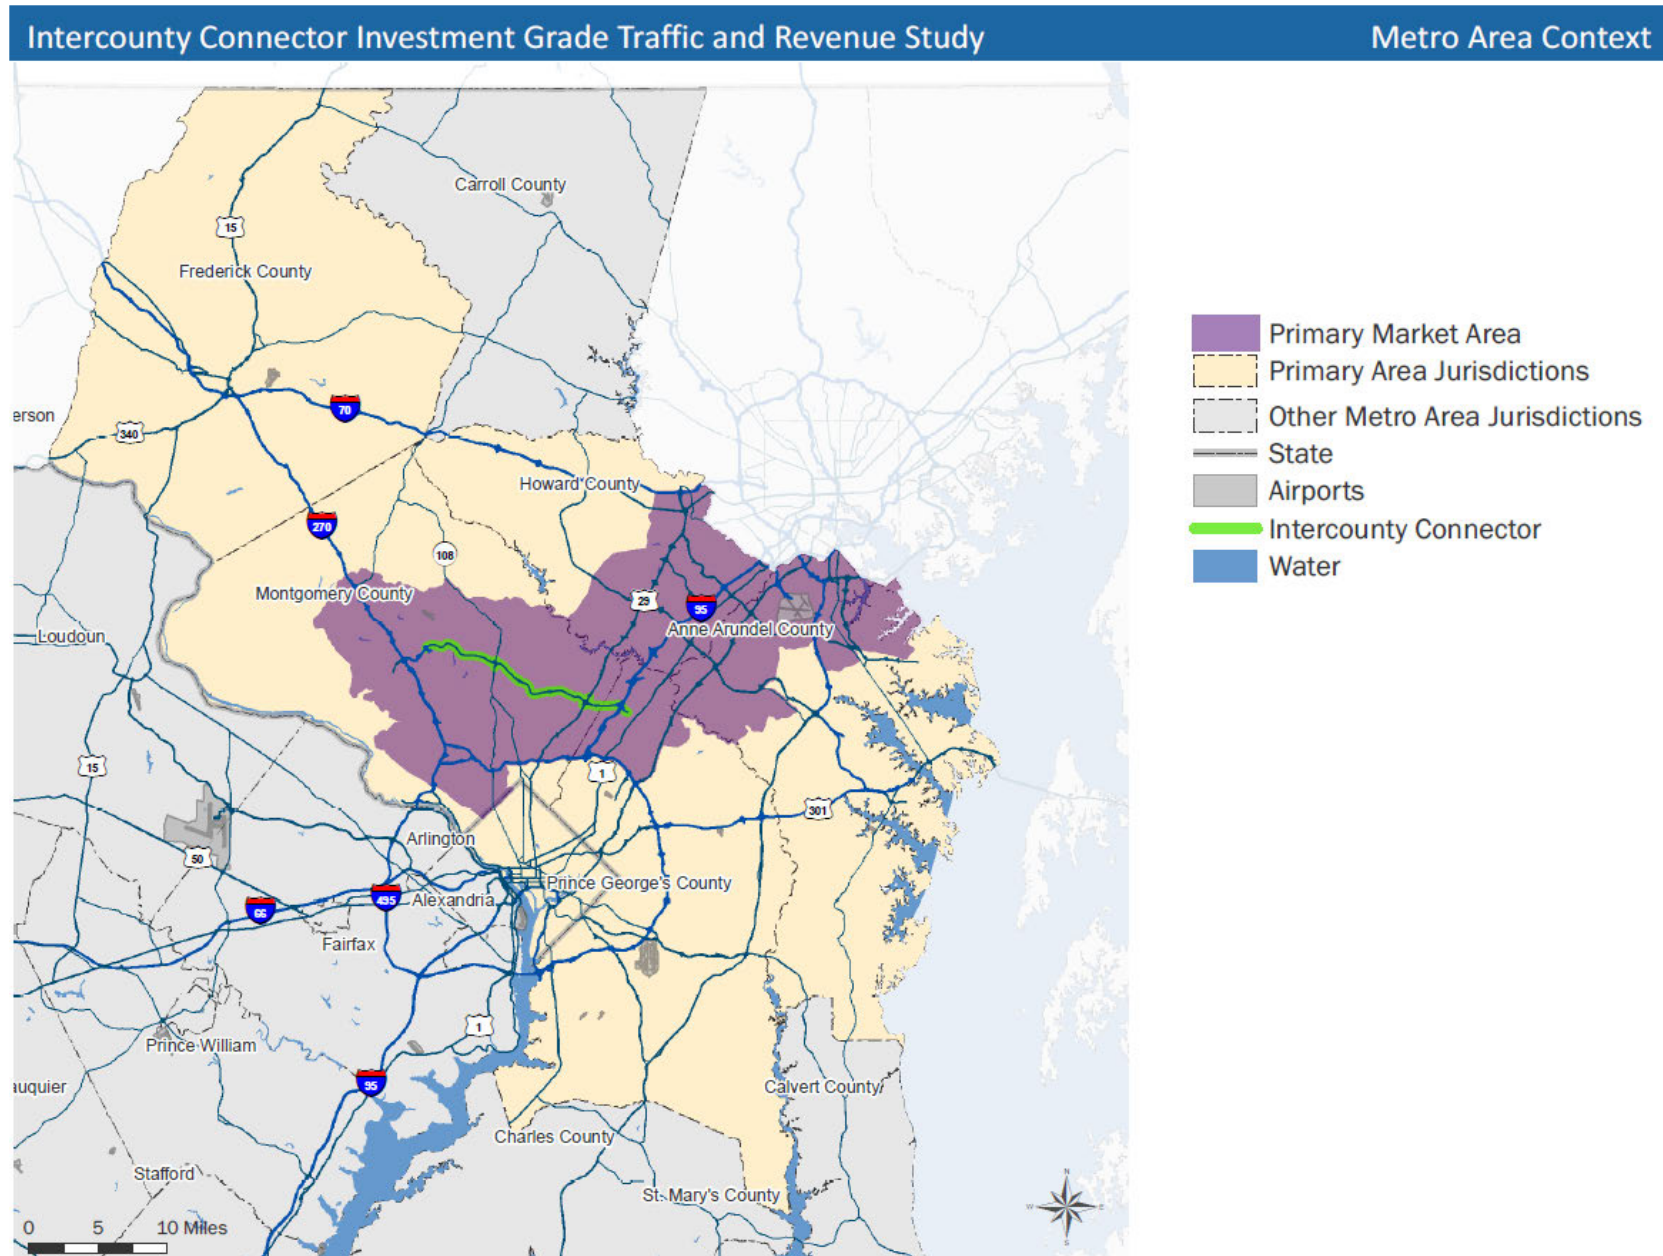 Intercounty Connector Investment Grade Traffic and Revenue Study
Metro Area Context
Carroll County
15
Frederick County
Primary Market Area
Primary Area Jurisdictions
Other Metro Area Jurisdictions
State
Airports
Intercounty Connector
Water
70
erson
340
Howard County
270
108
Montgomery County
29
95
Anne Arundel County
Loudoun
15
1
301
Arlington
50
Prince George's County
495
Alexandria
66
Fairfax
1
Prince William
95
auquier
Calvert County
Charles County
Stafford
St. Mary's County
N
W
E
S
0 5 10 Miles